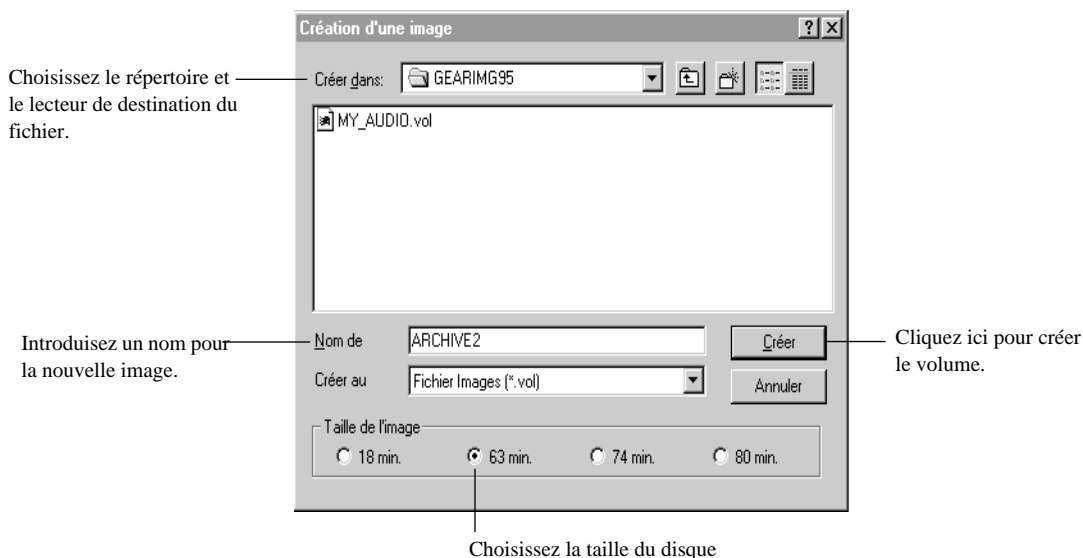 Création d'une image
Choisissez le répertoire et
le lecteur de destination du
fichier.
Créer dans:
GEARIMG95
MY_AUDIO.vol
Introduisez un nom pour
la nouvelle image.
Nom de
ARCHIVE2
Créer
Cliquez ici pour créer
le volume.
Créer au
Fichier Images (*.vol)
Annuler
Taille de l'image
18 min.
63 min.
74 min.
80 min.
Choisissez la taille du disque